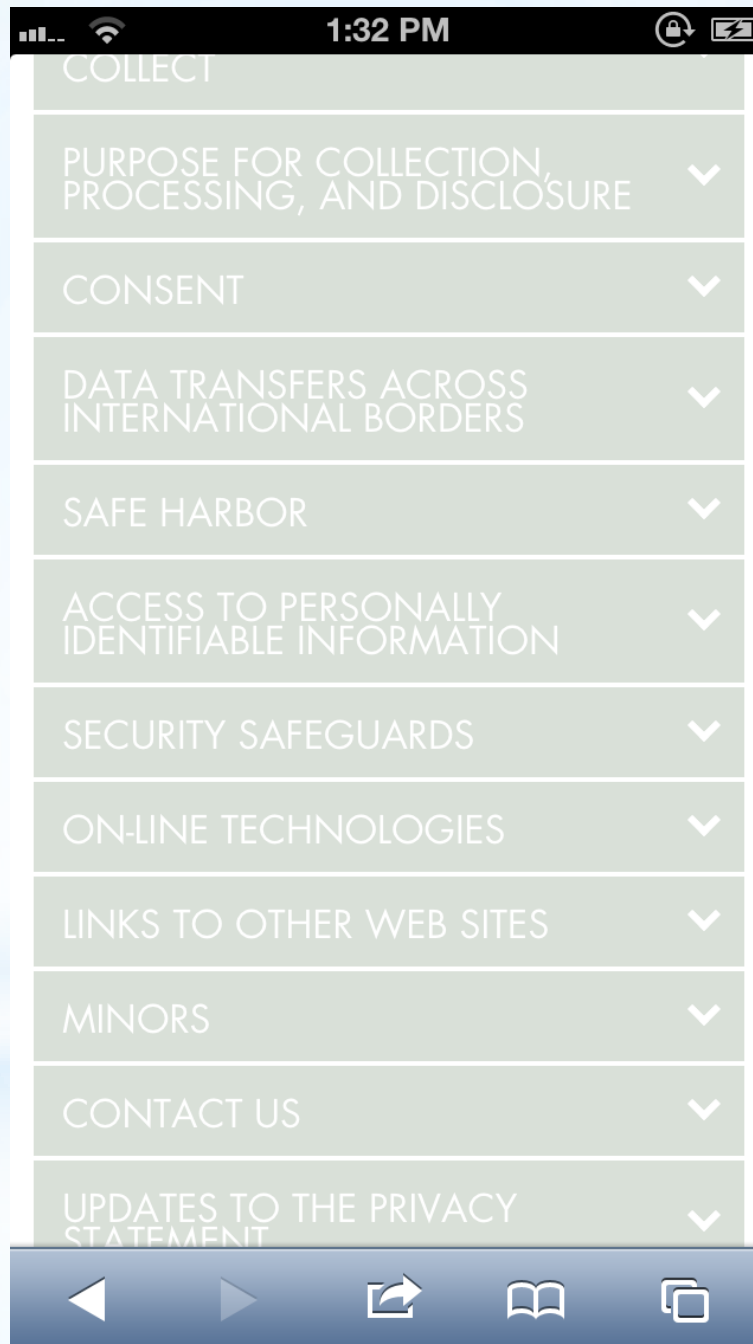 1:32 PM
COLLECT
PURPOSE FOR COLLECTION,
PROCESSING, AND DISCLOSURE
CONSENT
DATA TRANSFERS ACROSS
INTERNATIONAL BORDERS
SAFE HARBOR
ACCESS TO PERSONALLY
IDENTIFIABLE INFORMATION
SECURITY SAFEGUARDS
ON-LINE TECHNOLOGIES
LINKS TO OTHER WEB SITES
MINORS
CONTACT US
UPDATES TO THE PRIVACY
STATEMENT